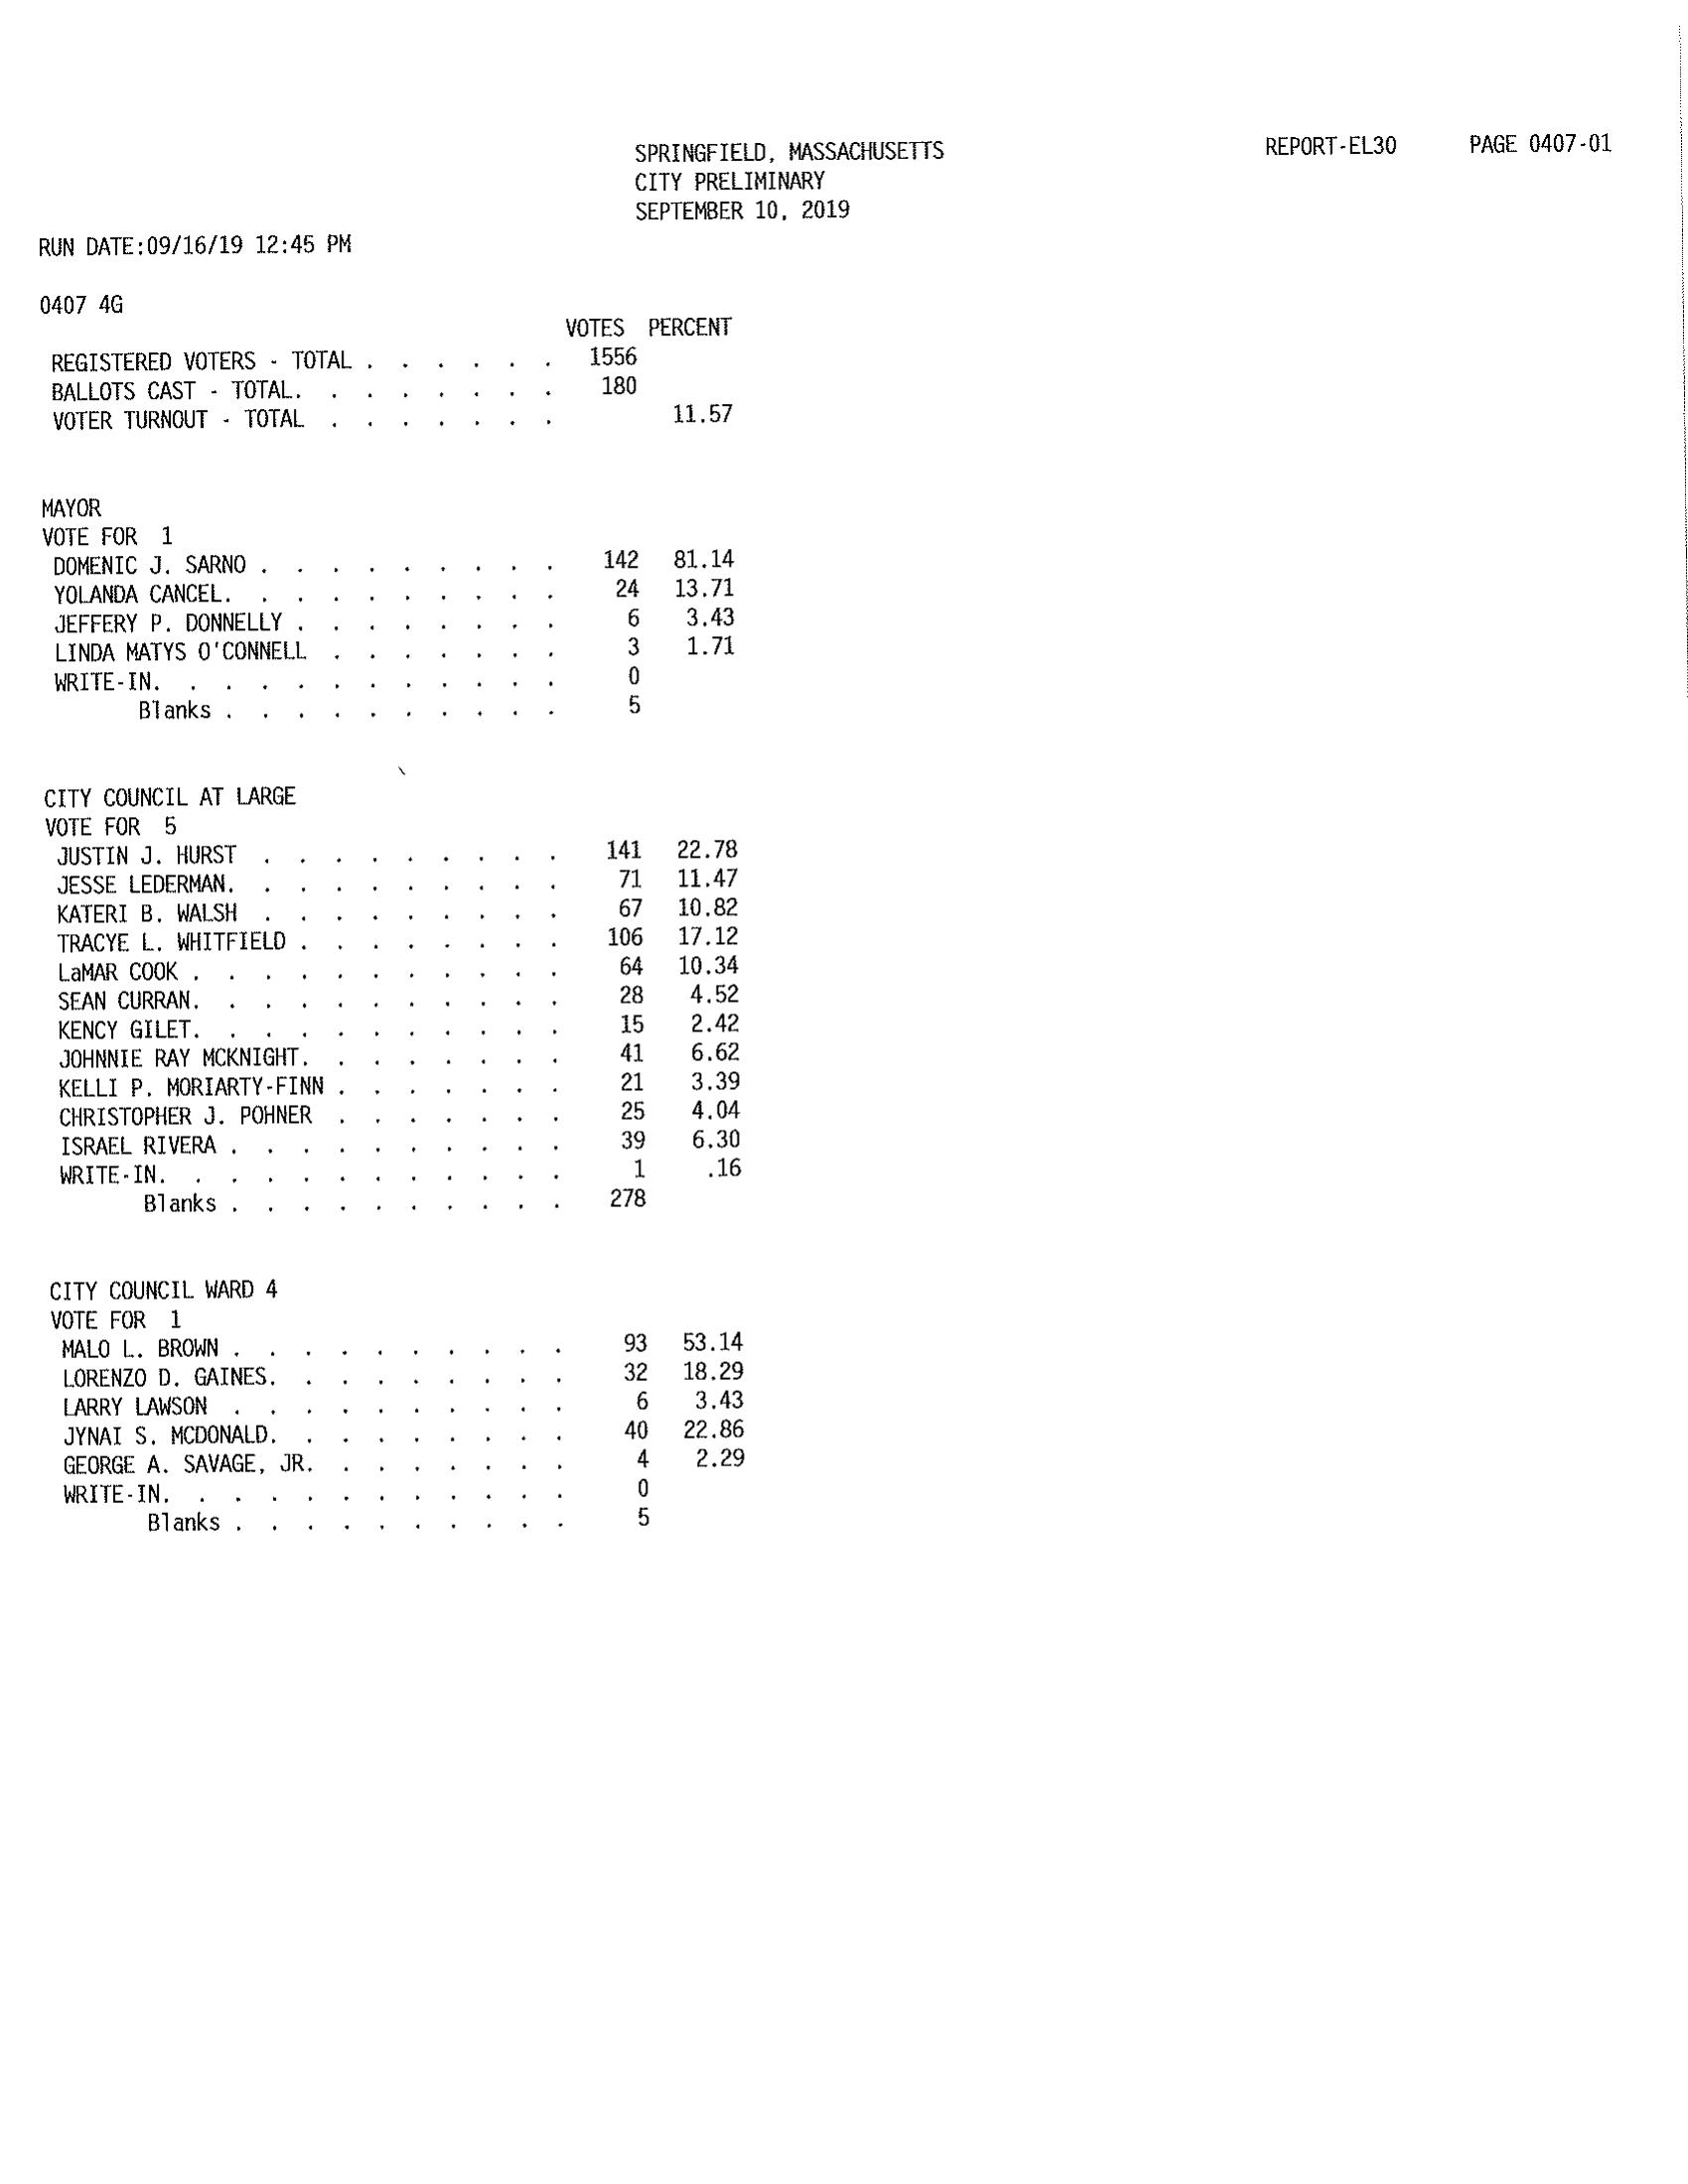 SPRINGFIELD, MASSACHUSETTS REPORT-EL30 PAGE 0407-01
CITY PRELIMINARY
SEPTEMBER 10, 2019
RUN DATE:09/16/19 12:45 PM
0407 4G
VOTES PERCENT
REGISTERED VOTERS - TOTAL . . . . . . 1556
BALLOTS CAST - TOTAL. . . . . . . . 180
VOTER TURNOUT - TOTAL . . . . . . . 11.57
MAYOR
VOTE FOR 1
DOMENIC J. SARNO . . . . . . . . . 142 81.14
YOLANDA CANCEL. . . . . . . . . . 24 13.71
JEFFERY P. DONNELLY . . . . . . . . 6 3.43
LINDA MATYS O'CONNELL . . . . . . . 3 1.71
WRITE-IN. . . . . . . . . . . . 0
Blanks . . . . . . . . . . 5
CITY COUNCIL AT LARGE
VOTE FOR 5
JUSTIN J. HURST . . . . . . . . . 141 22.78
JESSE LEDERMAN. . . . . . . . . . 71 11.47
KATERI B. WALSH . . . . . . . . . 67 10.82
TRACYE L. WHITFIELD . . . . . . . . 106 17.12
LaMAR COOK . . . . . . . . . . . 64 10.34
SEAN CURRAN. . . . . . . . . . . 28 4.52
KENCY GILET. . . . . . . . . . . 15 2.42
JOHNNIE RAY MCKNIGHT. . . . . . . . 41 6.62
KELLI P. MORIARTY-FINN . . . . . . . 21 3.39
CHRISTOPHER J. POHNER . . . . . . . 25 4.04
ISRAEL RIVERA . . . . . . . . . . 39 6.30
WRITE-IN. . . . . . . . . . . . 1 .16
Blanks . . . . . . . . . . 278
CITY COUNCIL WARD 4
VOTE FOR 1
MALO L. BROWN . . . . . . . . . . 93 53.14
LORENZO D. GAINES. . . . . . . . . 32 18.29
LARRY LAWSON . . . . . . . . . . 6 3.43
JYNAI S. MCDONALD. . . . . . . . . 40 22.86
GEORGE A. SAVAGE, JR. . . . . . . . 4 2.29
WRITE-IN. . . . . . . . . . . . 0
Blanks . . . . . . . . . . 5